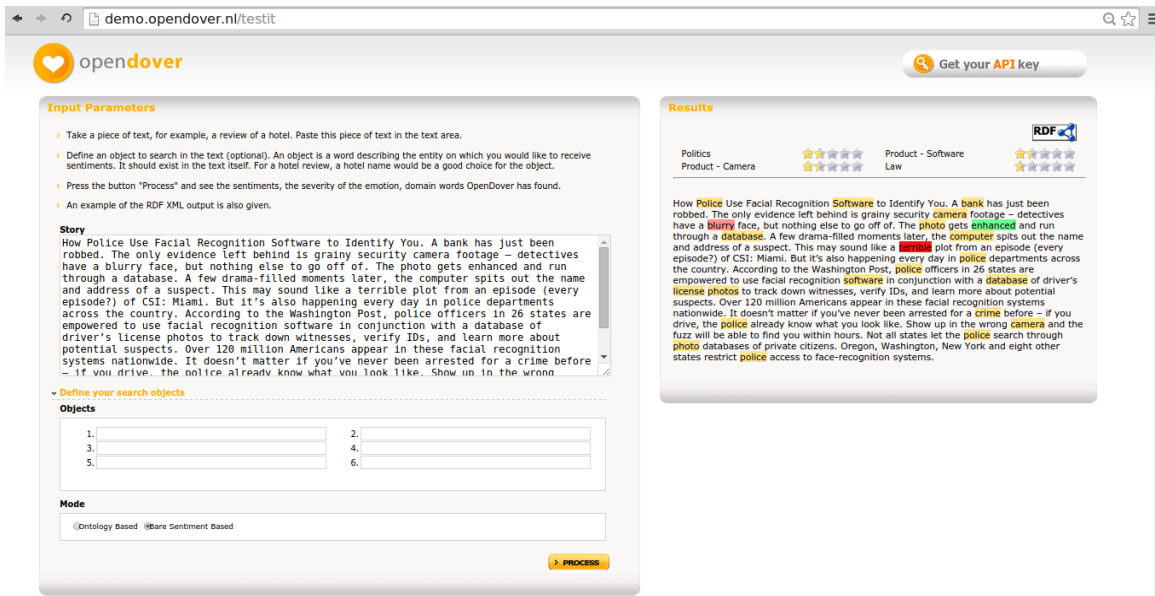 demo.opendover.nl/testit
opendover
Get your API key
Input Parameters
Take a piece of text, for example, a review of a hotel. Paste this piece of text in the text area.
Define an object to search in the text (optional). An object is a word describing the entity on which you would like to receive
sentiments. It should exist in the text itself. For a hotel review, a hotel name would be a good choice for the object.
Press the button "Process" and see the sentiments, the severity of the emotion, domain words OpenDover has found.
An example of the RDF XML output is also given.
Story
How Police Use Facial Recognition Software to Identify You. A bank has just been
robbed. The only evidence left behind is grainy security camera footage — detectives
have a blurry face, but nothing else to go off of. The photo gets enhanced and run
through a database. A few drama-filled moments later, the computer spits out the name
and address of a suspect. This may sound like a terrible plot from an episode (every
episode?) of CSI: Miami. But it's also happening every day in police departments
across the country. According to the Washington Post, police officers in 26 states are
empowered to use facial recognition software in conjunction with a database of
driver's license photos to track down witnesses, verify IDs, and learn more about
potential suspects. Over 120 million Americans appear in these facial recognition
systems nationwide. It doesn't matter if you've never been arrested for a crime before
— if you drive, the police already know what you look like. Show up in the wrong
Define your search objects
Objects
1. 2.
3. 4.
5. 6.
Mode
Ontology Based Bare Sentiment Based
PROCESS
Results
RDF
Politics Product - Software
Product - Camera Law
How Police Use Facial Recognition Software to Identify You. A bank has just been
robbed. The only evidence left behind is grainy security camera footage – detectives
have a blurry face, but nothing else to go off of. The photo gets enhanced and run
through a database. A few drama-filled moments later, the computer spits out the name
and address of a suspect. This may sound like a terrible plot from an episode (every
episode?) of CSI: Miami. But it's also happening every day in police departments across
the country. According to the Washington Post, police officers in 26 states are
empowered to use facial recognition software in conjunction with a database of driver's
license photos to track down witnesses, verify IDs, and learn more about potential
suspects. Over 120 million Americans appear in these facial recognition systems
nationwide. It doesn't matter if you've never been arrested for a crime before – if you
drive, the police already know what you look like. Show up in the wrong camera and the
fuzz will be able to find you within hours. Not all states let the police search through
photo databases of private citizens. Oregon, Washington, New York and eight other
states restrict police access to face-recognition systems.